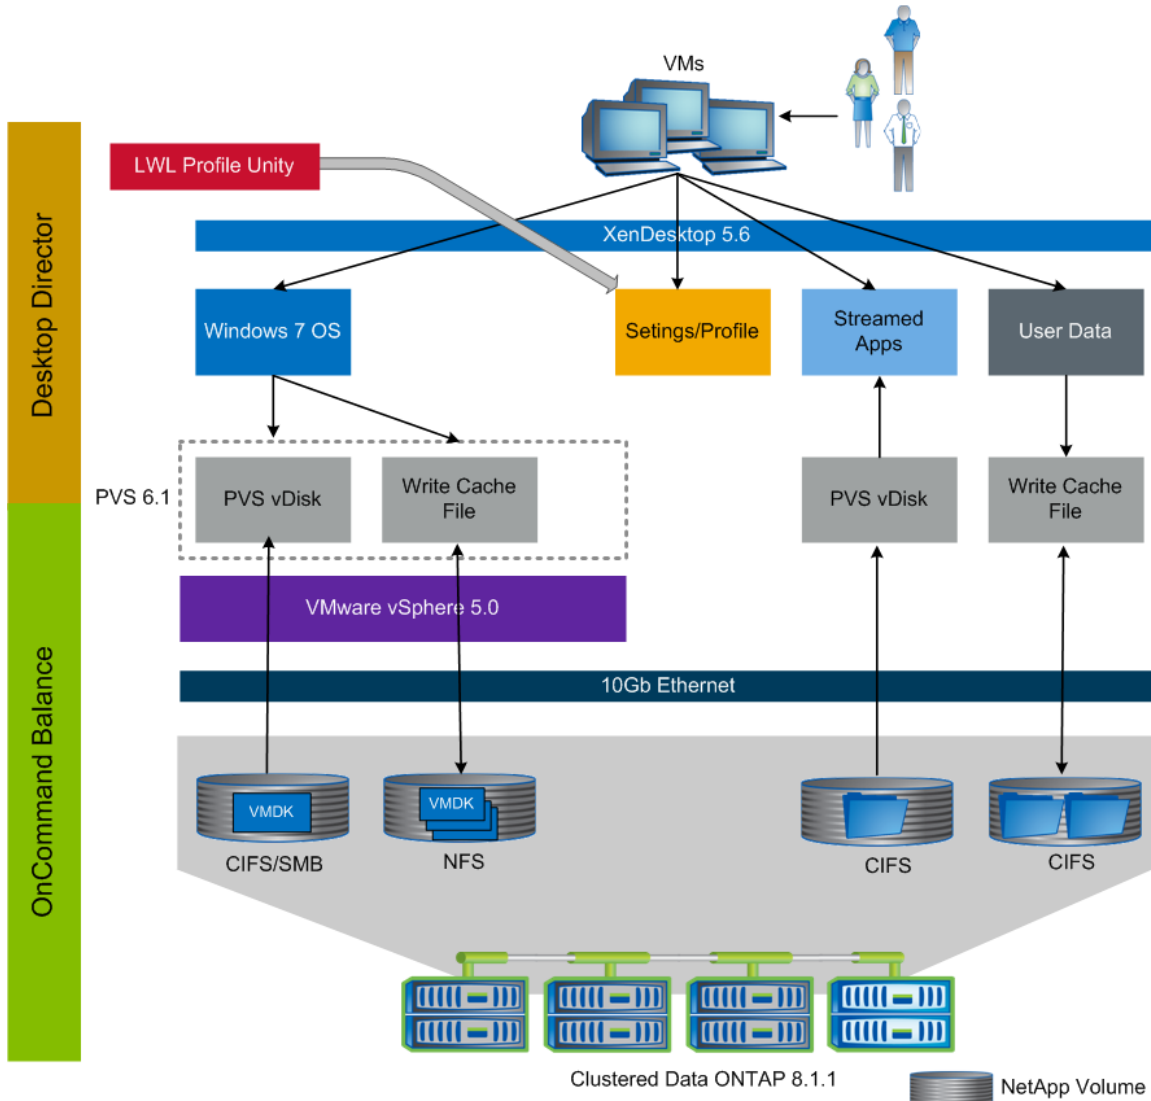 VMs
LWL Profile Unity
XenDesktop 5.6
Desktop Director
Windows 7 OS
Setings/Profile
Streamed
Apps
User Data
PVS 6.1
PVS vDisk
Write Cache
File
PVS vDisk
Write Cache
File
VMware vSphere 5.0
10Gb Ethernet
OnCommand Balance
VMDK
VMDK
CIFS/SMB
NFS
CIFS
CIFS
Clustered Data ONTAP 8.1.1
NetApp Volume